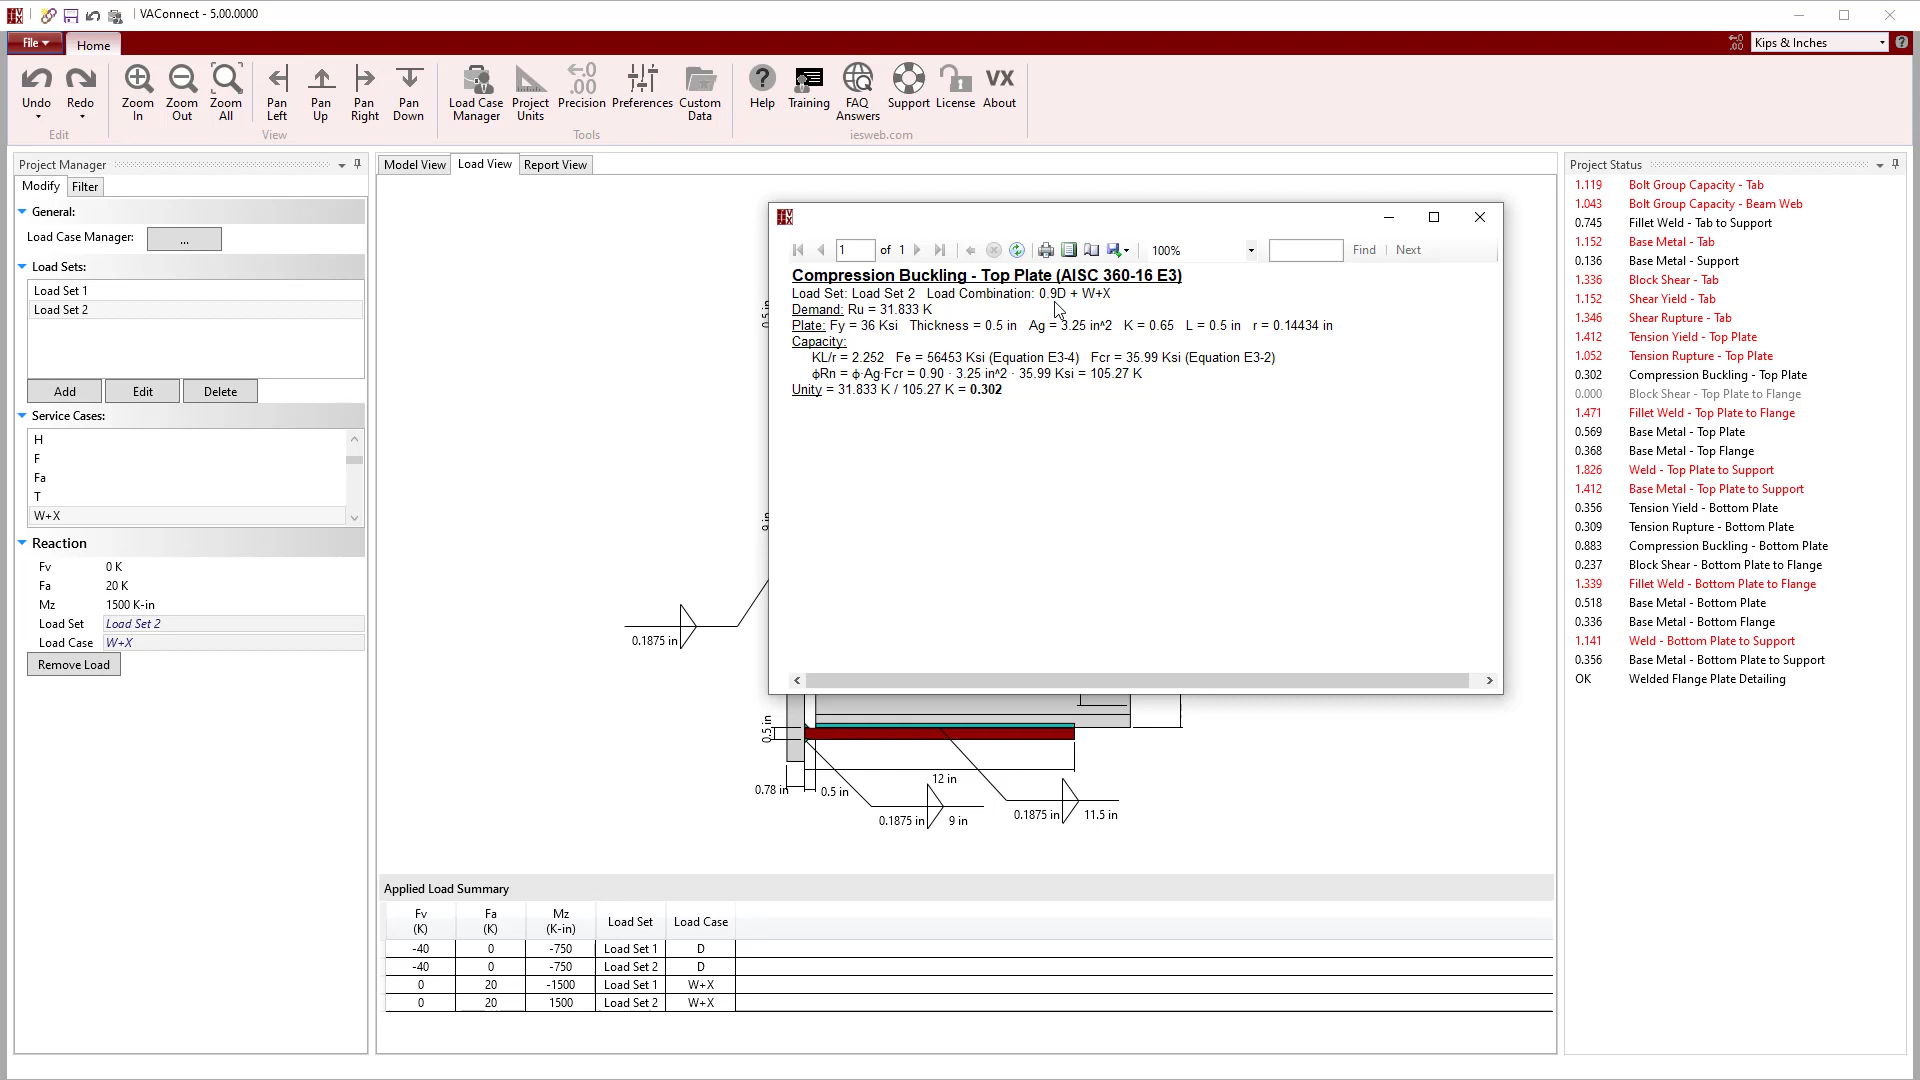 VAConnect - 5.00.0000
File
Home
Kips & Inches
Undo
Redo
Zoom In
Zoom Out
Zoom All
Pan Left
Pan Up
Pan Right
Pan Down
Load Case Manager
Project Units
Precision
Preferences
Custom Data
Help
Training
FAQ Answers
Support
License
VX
About
Edit
View
Tools
iesweb.com
Project Manager
Modify
Filter
General:
Load Case Manager:
...
Load Sets:
Load Set 1
Load Set 2
Add
Edit
Delete
Service Cases:
H
F
Fa
T
W+X
Reaction
Fv 0 K
Fa 20 K
Mz 1500 K-in
Load Set Load Set 2
Load Case W+X
Remove Load
Model View
Load View
Report View
1 of 1
100%
Find
Next
Compression Buckling - Top Plate (AISC 360-16 E3)
Load Set: Load Set 2 Load Combination: 0.9D + W+X
Demand: Ru = 31.833 K
Plate: Fy = 36 Ksi Thickness = 0.5 in Ag = 3.25 in^2 K = 0.65 L = 0.5 in r = 0.14434 in
Capacity:
KL/r = 2.252 Fe = 56453 Ksi (Equation E3-4) Fcr = 35.99 Ksi (Equation E3-2)
ϕRn = ϕ·Ag·Fcr = 0.90 · 3.25 in^2 · 35.99 Ksi = 105.27 K
Unity = 31.833 K / 105.27 K = 0.302
0.5 in
9 in
0.1875 in
0.5 in
0.78 in
0.5 in
12 in
0.1875 in
9 in
0.1875 in
11.5 in
Applied Load Summary
Fv (K) Fa (K) Mz (K-in) Load Set Load Case
-40 0 -750 Load Set 1 D
-40 0 -750 Load Set 2 D
0 20 -1500 Load Set 1 W+X
0 20 1500 Load Set 2 W+X
Project Status
1.119 Bolt Group Capacity - Tab
1.043 Bolt Group Capacity - Beam Web
0.745 Fillet Weld - Tab to Support
1.152 Base Metal - Tab
0.136 Base Metal - Support
1.336 Block Shear - Tab
1.152 Shear Yield - Tab
1.346 Shear Rupture - Tab
1.412 Tension Yield - Top Plate
1.052 Tension Rupture - Top Plate
0.302 Compression Buckling - Top Plate
0.000 Block Shear - Top Plate to Flange
1.471 Fillet Weld - Top Plate to Flange
0.569 Base Metal - Top Plate
0.368 Base Metal - Top Flange
1.826 Weld - Top Plate to Support
1.412 Base Metal - Top Plate to Support
0.356 Tension Yield - Bottom Plate
0.309 Tension Rupture - Bottom Plate
0.883 Compression Buckling - Bottom Plate
0.237 Block Shear - Bottom Plate to Flange
1.339 Fillet Weld - Bottom Plate to Flange
0.518 Base Metal - Bottom Plate
0.336 Base Metal - Bottom Flange
1.141 Weld - Bottom Plate to Support
0.356 Base Metal - Bottom Plate to Support
OK Welded Flange Plate Detailing